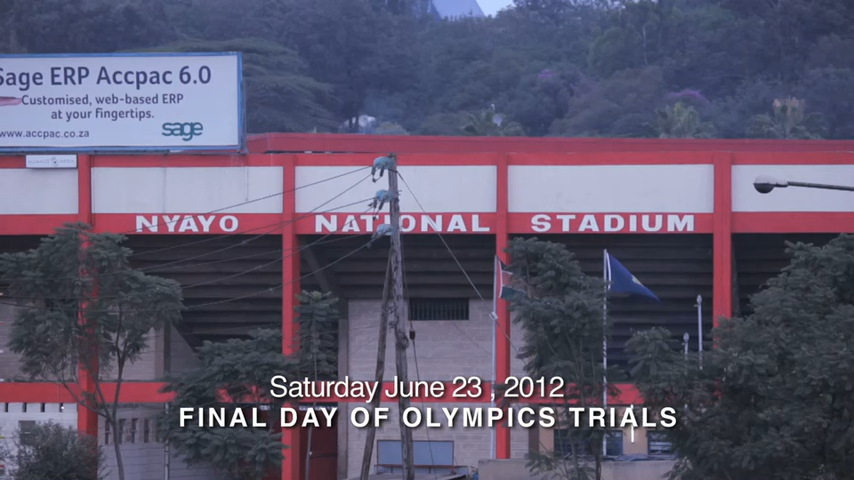 Sage ERP Accpac 6.0
Customised, web-based ERP
at your fingertips.
www.accpac.co.za
sage
NYAYO NATIONAL STADIUM
Saturday June 23 , 2012
FINAL DAY OF OLYMPICS TRIALS